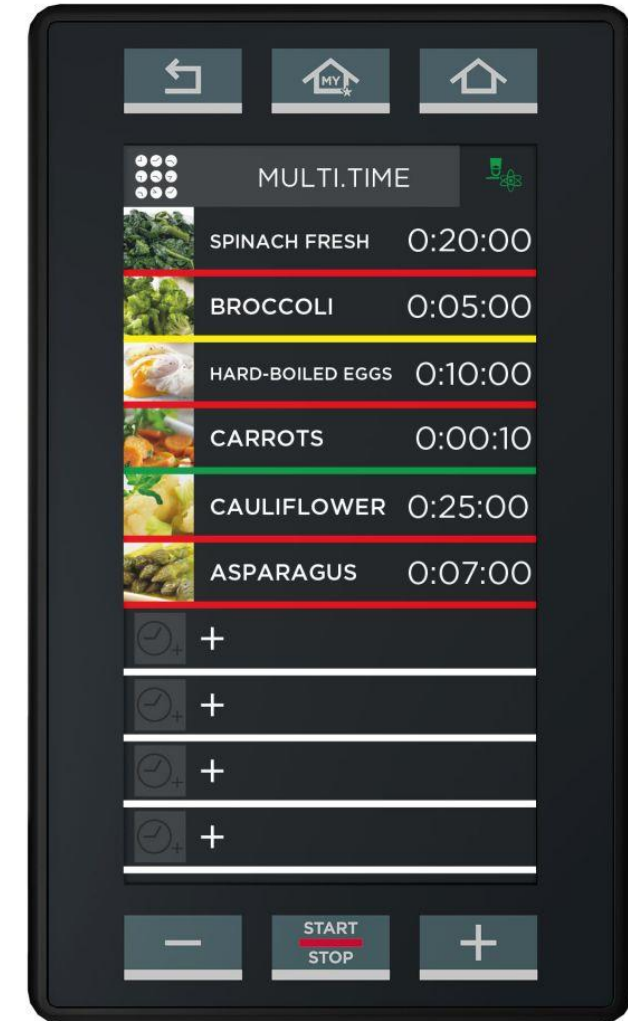 MY
MULTI.TIME
SPINACH FRESH 0:20:00
BROCCOLI 0:05:00
HARD-BOILED EGGS 0:10:00
CARROTS 0:00:10
CAULIFLOWER 0:25:00
ASPARAGUS 0:07:00
+
+
+
+
START
STOP
− +